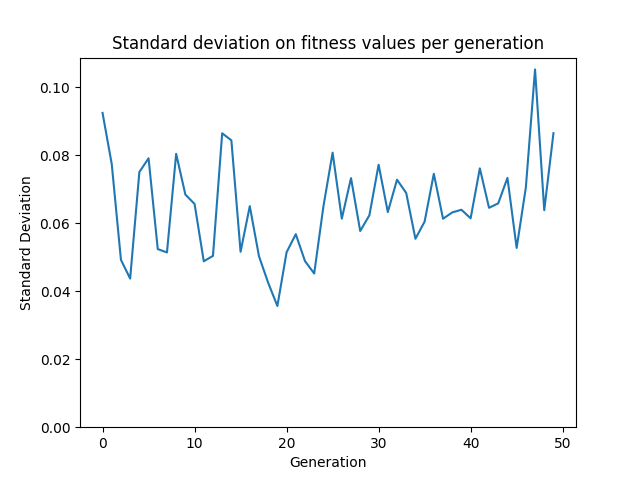 Standard deviation on fitness values per generation
0.10
0.08
0.06
0.04
0.02
0.00
Standard Deviation
0 10 20 30 40 50
Generation